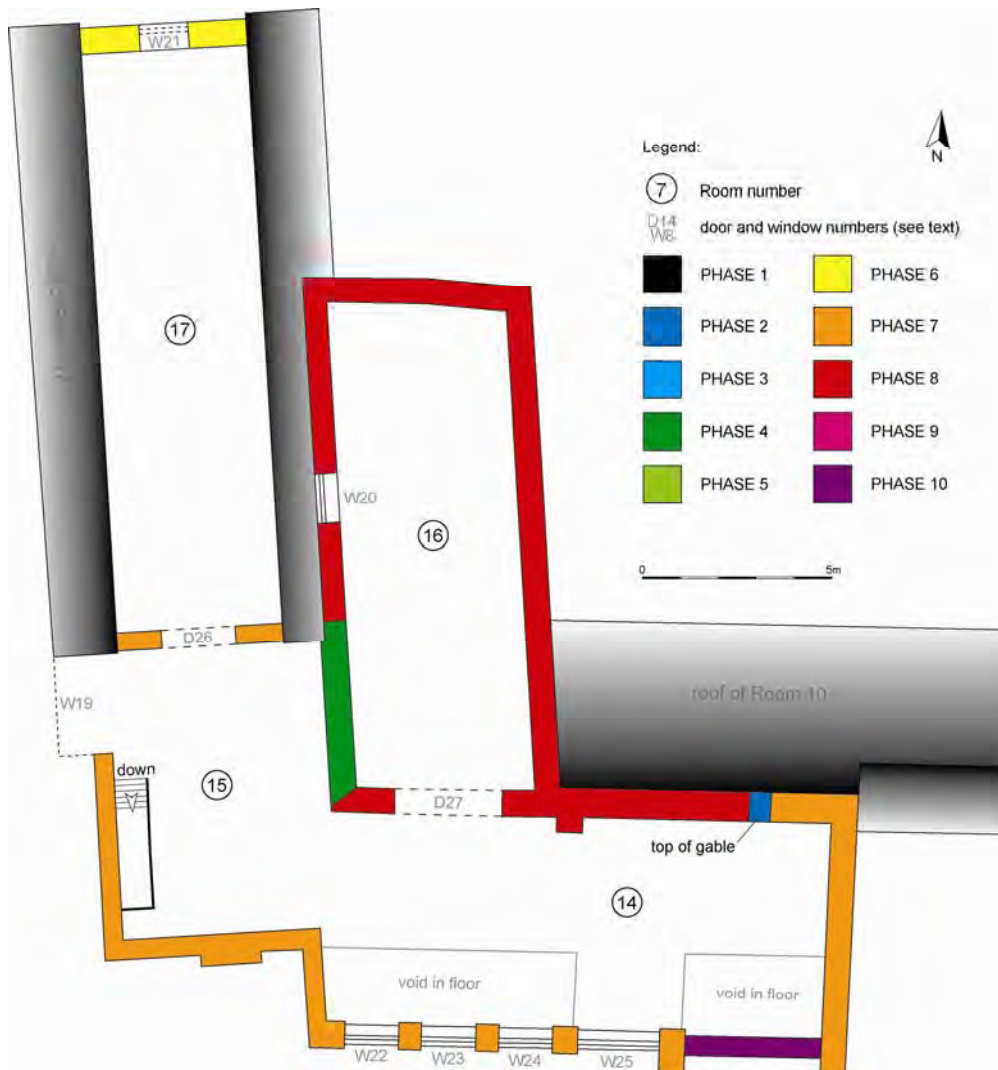 W21
Legend:
N
7 Room number
D14
W8
door and window numbers (see text)
PHASE 1
PHASE 6
PHASE 2
PHASE 7
PHASE 3
PHASE 8
PHASE 4
PHASE 9
PHASE 5
PHASE 10
0 5m
17
W20
16
D26
roof of Room 10
W19
down
15
D27
top of gable
14
void in floor
void in floor
W22
W23
W24
W25